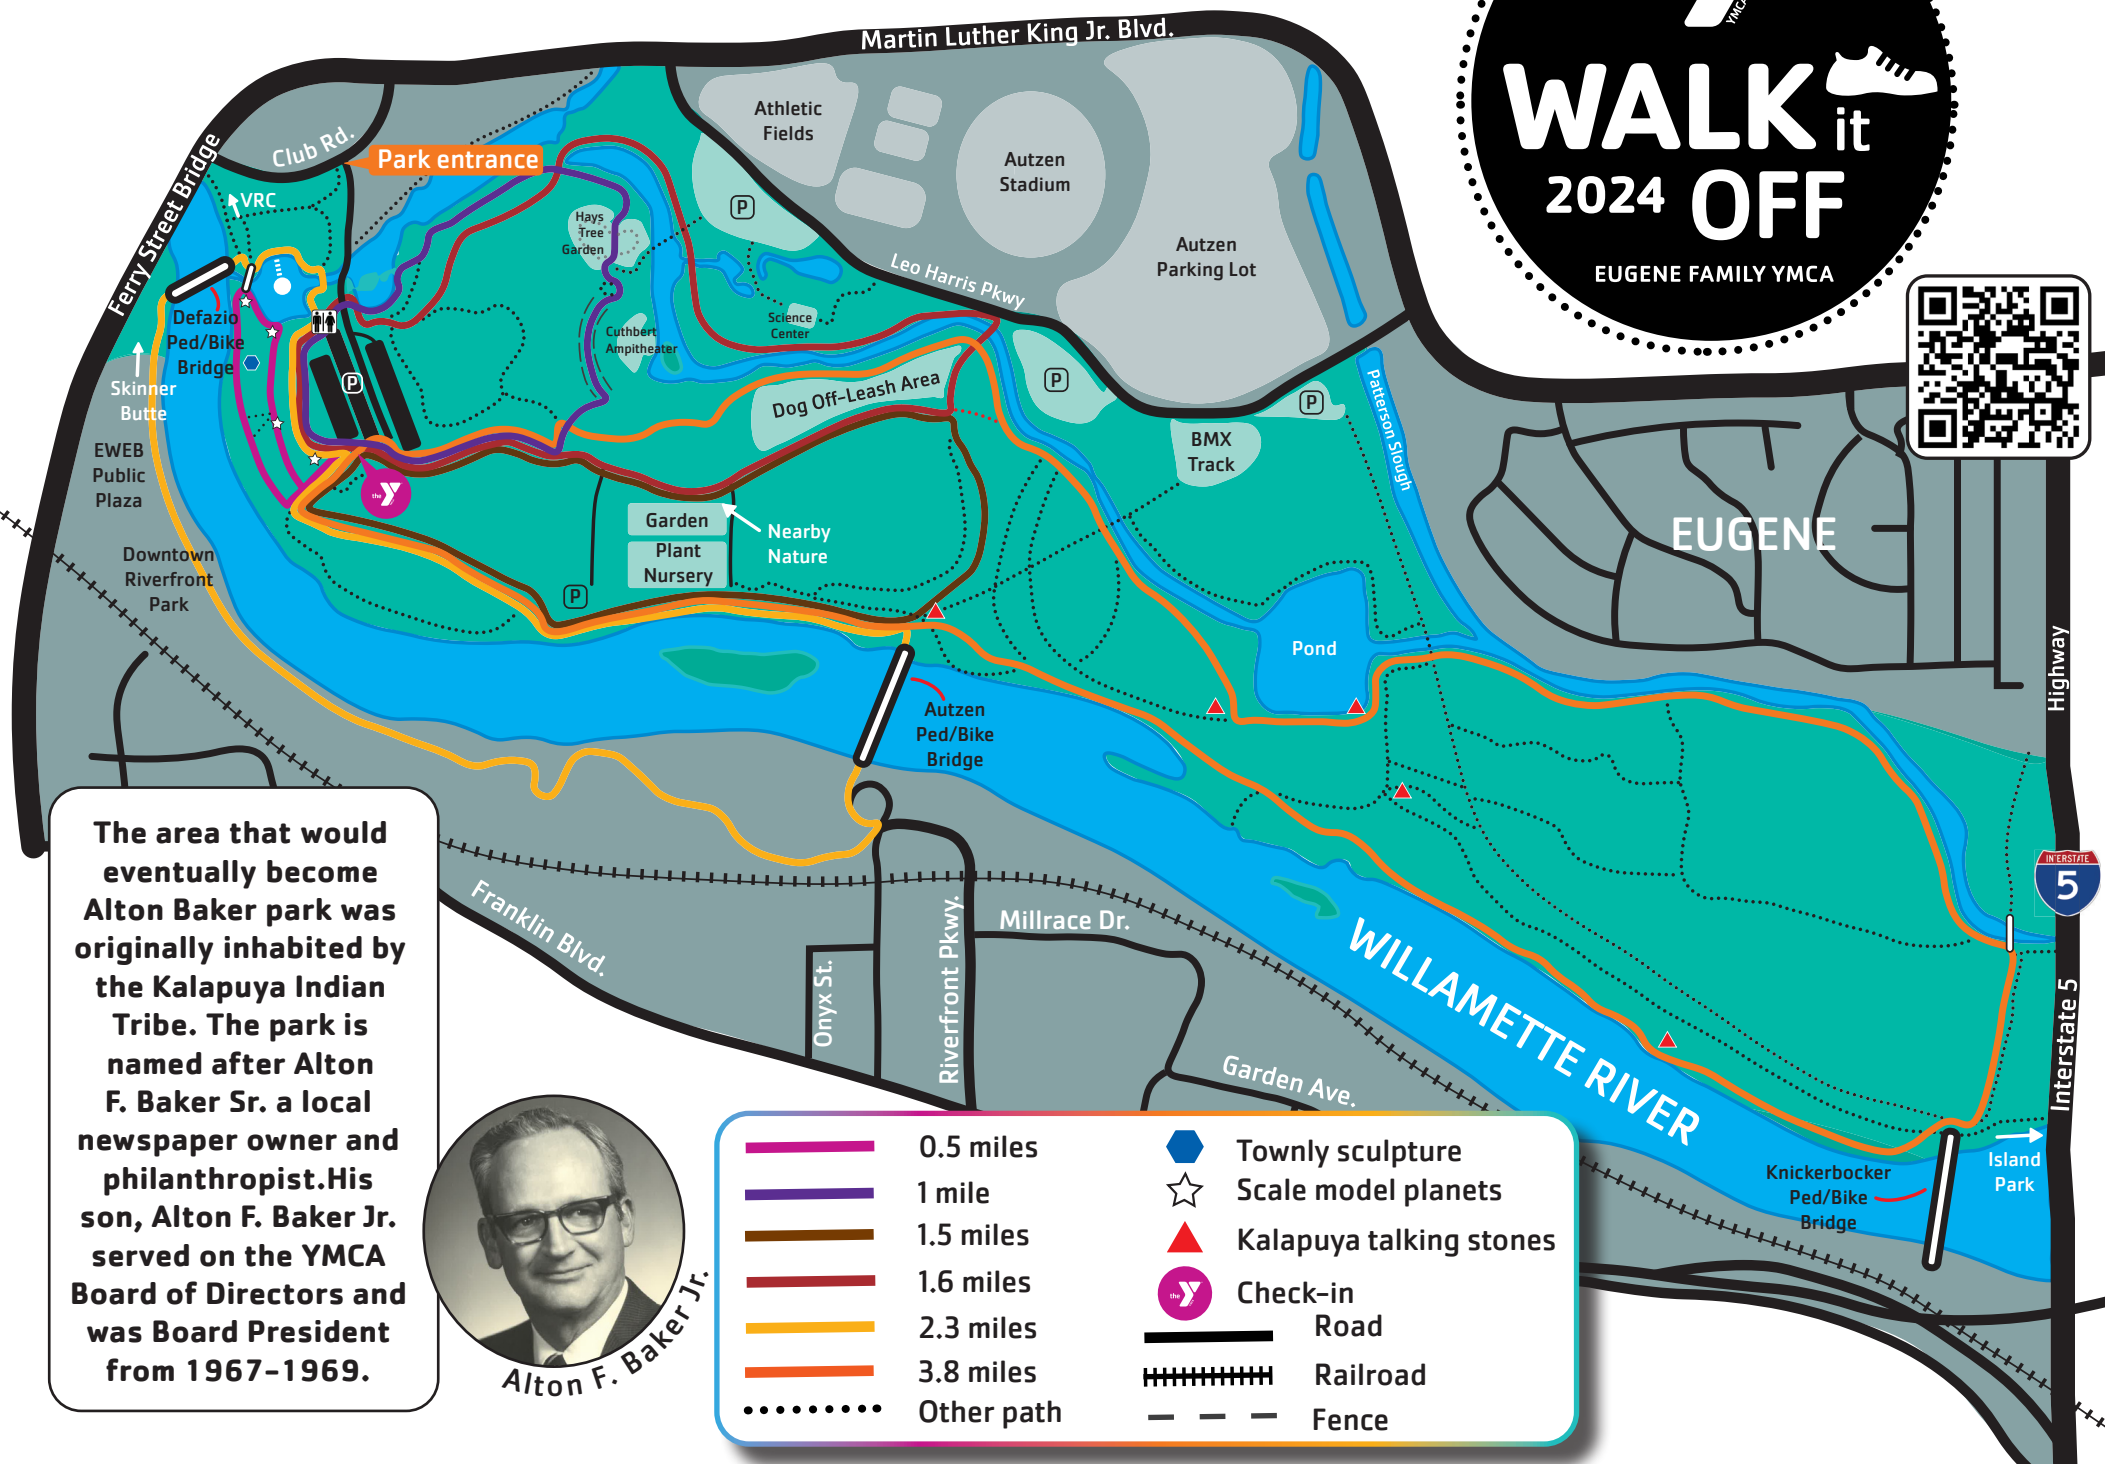 Martin Luther King Jr. Blvd.
YMCA
WALK it
2024 OFF
EUGENE FAMILY YMCA
Athletic
Fields
Autzen
Stadium
Autzen
Parking Lot
Club Rd.
Park entrance
Ferry Street Bridge
VRC
Hays
Tree
Garden
P
Leo Harris Pkwy
Science
Center
Cuthbert
Ampitheater
Defazio
Ped/Bike
Bridge
Skinner
Butte
P
Dog Off-Leash Area
P
P
Patterson Slough
BMX
Track
EWEB
Public
Plaza
the Y
Garden
Plant
Nursery
Nearby
Nature
P
EUGENE
Downtown
Riverfront
Park
Pond
Highway
Autzen
Ped/Bike
Bridge
INTERSTATE
5
Interstate 5
WILLAMETTE RIVER
Franklin Blvd.
Onyx St.
Riverfront Pkwy.
Millrace Dr.
Garden Ave.
Knickerbocker
Ped/Bike
Bridge
Island
Park
The area that would
eventually become
Alton Baker park was
originally inhabited by
the Kalapuya Indian
Tribe. The park is
named after Alton
F. Baker Sr. a local
newspaper owner and
philanthropist.His
son, Alton F. Baker Jr.
served on the YMCA
Board of Directors and
was Board President
from 1967-1969.
Alton F. Baker Jr.
0.5 miles
1 mile
1.5 miles
1.6 miles
2.3 miles
3.8 miles
Other path
Townly sculpture
Scale model planets
Kalapuya talking stones
the Y
Check-in
Road
Railroad
Fence